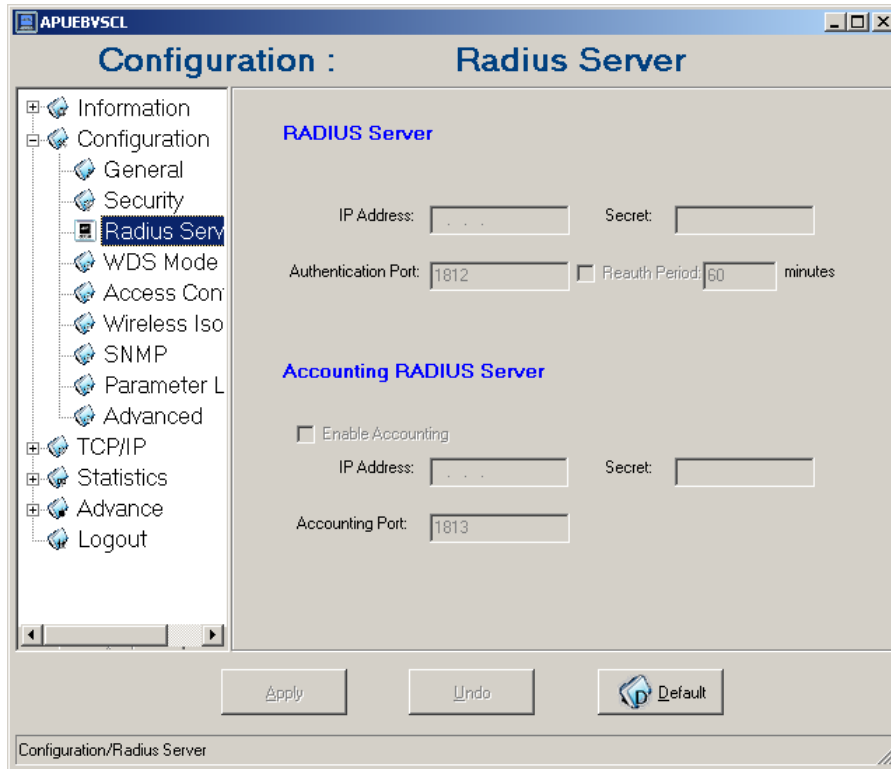 APUEBVSCL
Configuration : Radius Server
Information
Configuration
General
Security
Radius Serv
WDS Mode
Access Con
Wireless Iso
SNMP
Parameter L
Advanced
TCP/IP
Statistics
Advance
Logout
RADIUS Server
IP Address: . . . Secret:
Authentication Port: 1812 Reauth Period: 60 minutes
Accounting RADIUS Server
Enable Accounting
IP Address: . . . Secret:
Accounting Port: 1813
Apply Undo Default
Configuration/Radius Server